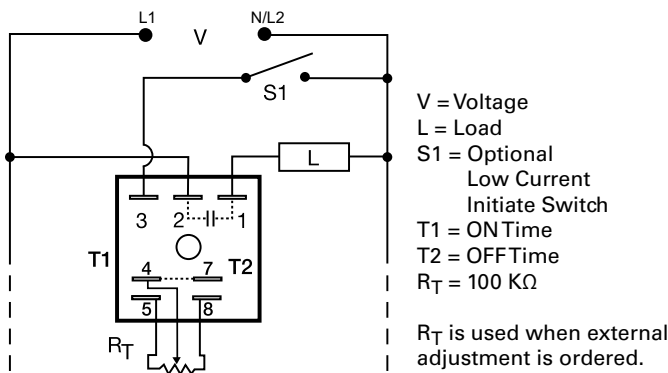 L1
V
N/L2
S1
L
3
2
1
T1
4
7
T2
5
8
RT
V = Voltage
L = Load
S1 = Optional
Low Current
Initiate Switch
T1 = ON Time
T2 = OFF Time
RT = 100 KΩ
RT is used when external
adjustment is ordered.